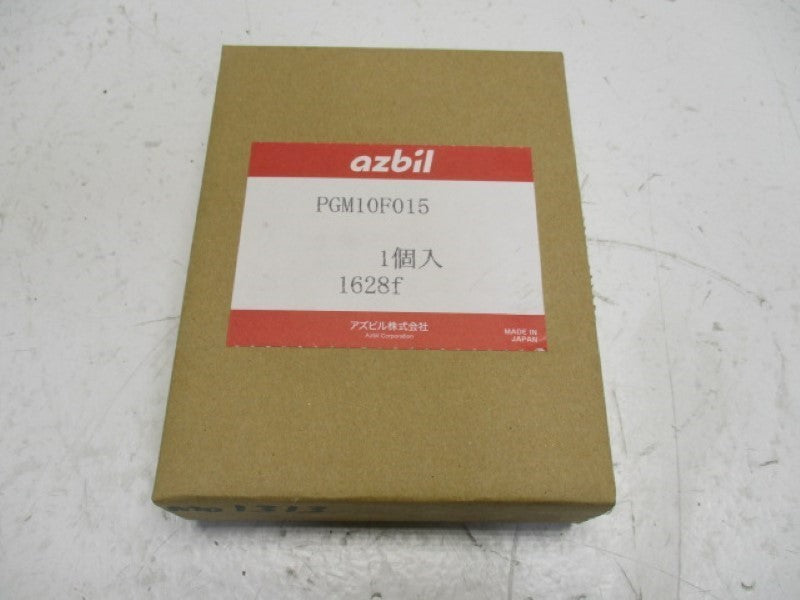 azbil
PGM10F015
1個入
1628f
アズビル株式会社
Azbil Corporation
MADE IN
JAPAN
1313